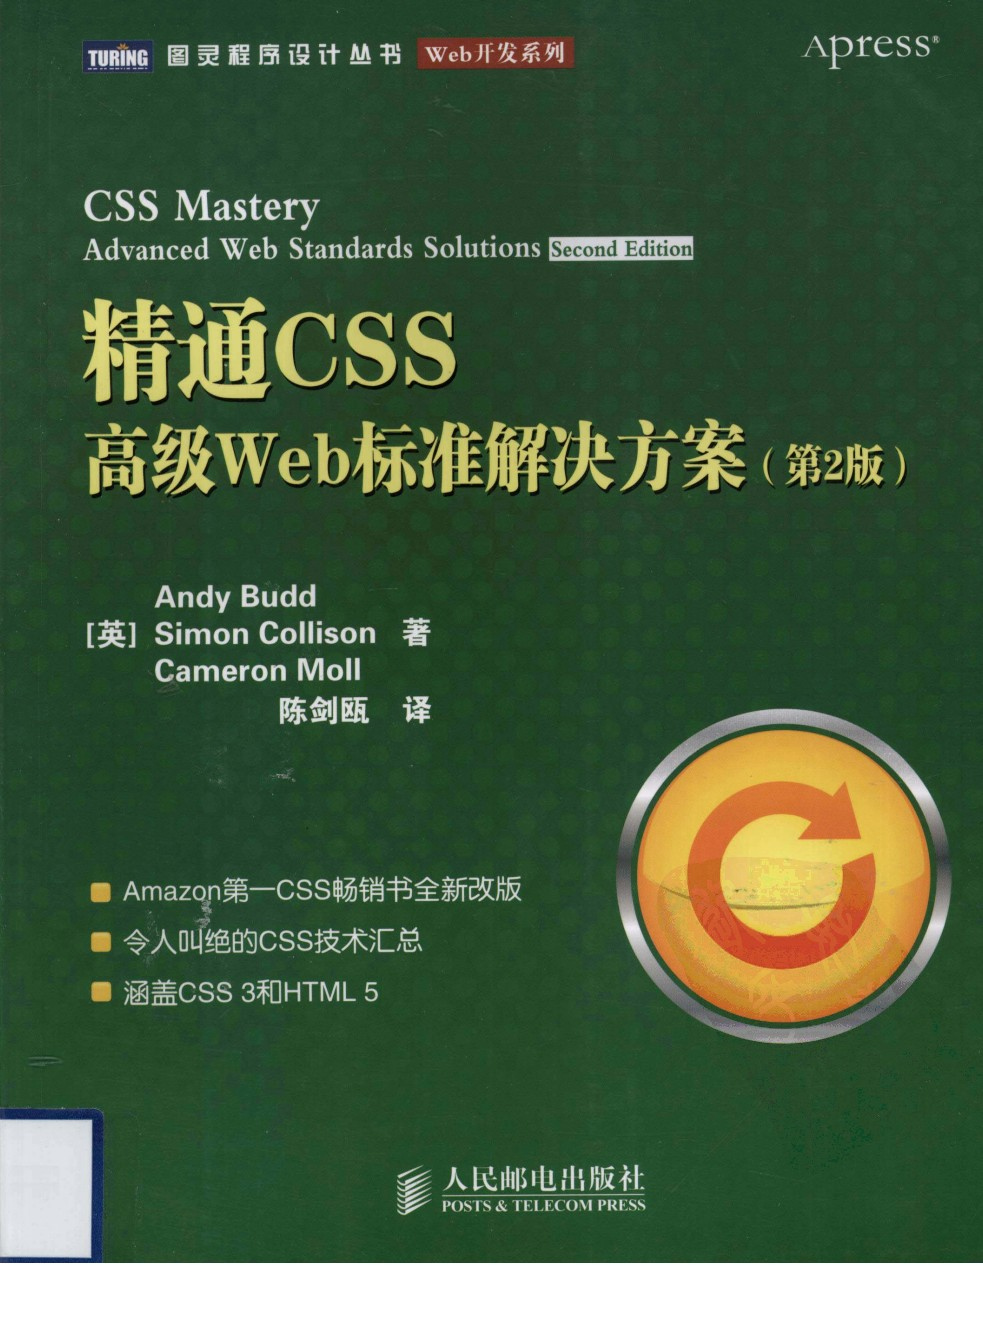 TURING 图灵程序设计丛书 Web开发系列 Apress®
CSS Mastery
Advanced Web Standards Solutions Second Edition
精通CSS
高级Web标准解决方案（第2版）
Andy Budd
[英] Simon Collison 著
Cameron Moll
陈剑瓯 译
Amazon第一CSS畅销书全新改版
令人叫绝的CSS技术汇总
涵盖CSS 3和HTML 5
人民邮电出版社
POSTS & TELECOM PRESS